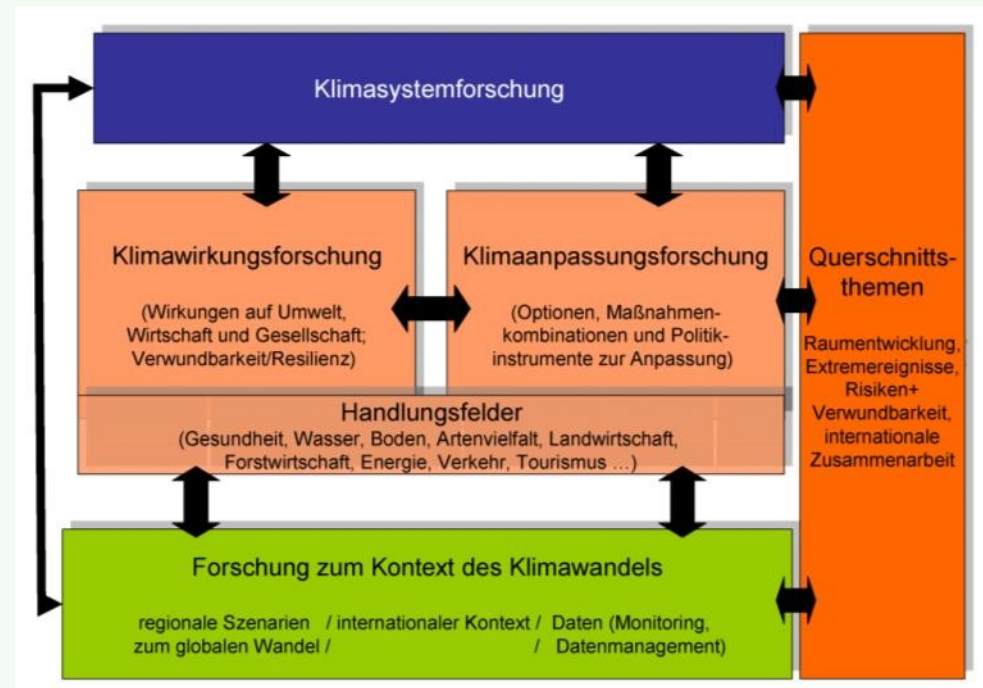 Klimasystemforschung
Klimawirkungsforschung
(Wirkungen auf Umwelt,
Wirtschaft und Gesellschaft;
Verwundbarkeit/Resilienz)
Klimaanpassungsforschung
(Optionen, Maßnahmen-
kombinationen und Politik-
instrumente zur Anpassung)
Handlungsfelder
(Gesundheit, Wasser, Boden, Artenvielfalt, Landwirtschaft,
Forstwirtschaft, Energie, Verkehr, Tourismus ...)
Forschung zum Kontext des Klimawandels
regionale Szenarien / internationaler Kontext / Daten (Monitoring,
zum globalen Wandel / / Datenmanagement)
Querschnitts-
themen
Raumentwicklung,
Extremereignisse,
Risiken+
Verwundbarkeit,
internationale
Zusammenarbeit